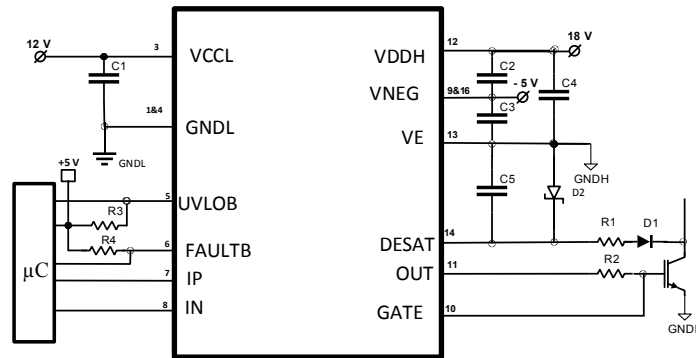 12 V
3
VCCL
C1
1&4
GNDL
GNDL
+5 V
5
UVLOB
R3
R4
6
FAULTB
µC
7
IP
8
IN
VDDH
12
18 V
C2
VNEG
9&16
- 5 V
C4
C3
VE
13
GNDH
C5
D2
DESAT
14
R1
D1
OUT
11
R2
GATE
10